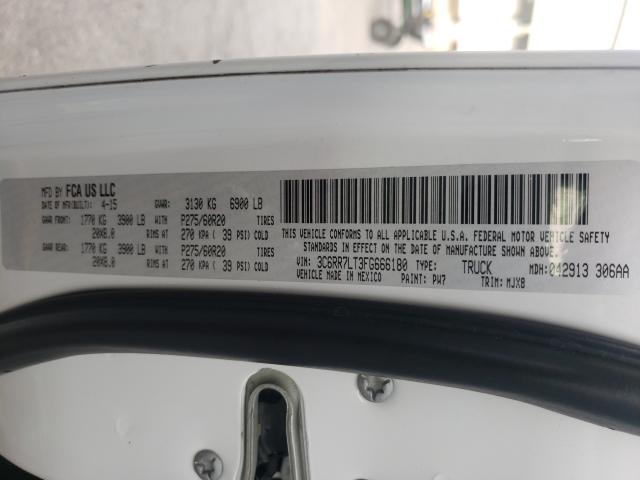 MFD BY FCA US LLC
DATE OF MFR(BUILT): 4-15 GVWR: 3130 KG 6900 LB
GAWR FRONT: 1770 KG 3900 LB WITH P275/60R20 TIRES
20X8.0 RIMS AT 270 KPA ( 39 PSI) COLD
GAWR REAR: 1770 KG 3900 LB WITH P275/60R20 TIRES
20X8.0 RIMS AT 270 KPA ( 39 PSI) COLD
THIS VEHICLE CONFORMS TO ALL APPLICABLE U.S.A. FEDERAL MOTOR VEHICLE SAFETY
STANDARDS IN EFFECT ON THE DATE OF MANUFACTURE SHOWN ABOVE.
VIN: 3C6RR7LT3FG666180 TYPE: TRUCK MDH: 042913 306AA
VEHICLE MADE IN MEXICO PAINT: PW7 TRIM: MJX8